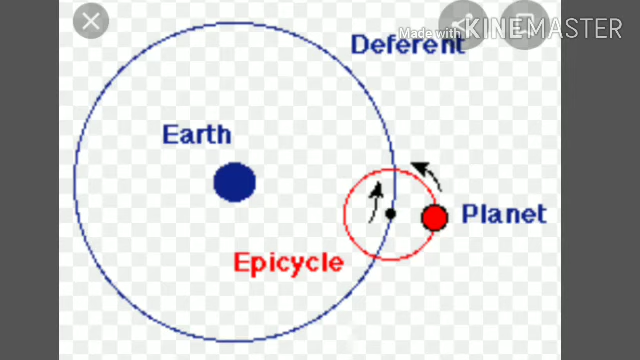 Made with KINEMASTER
Deferent
Earth
Planet
Epicycle